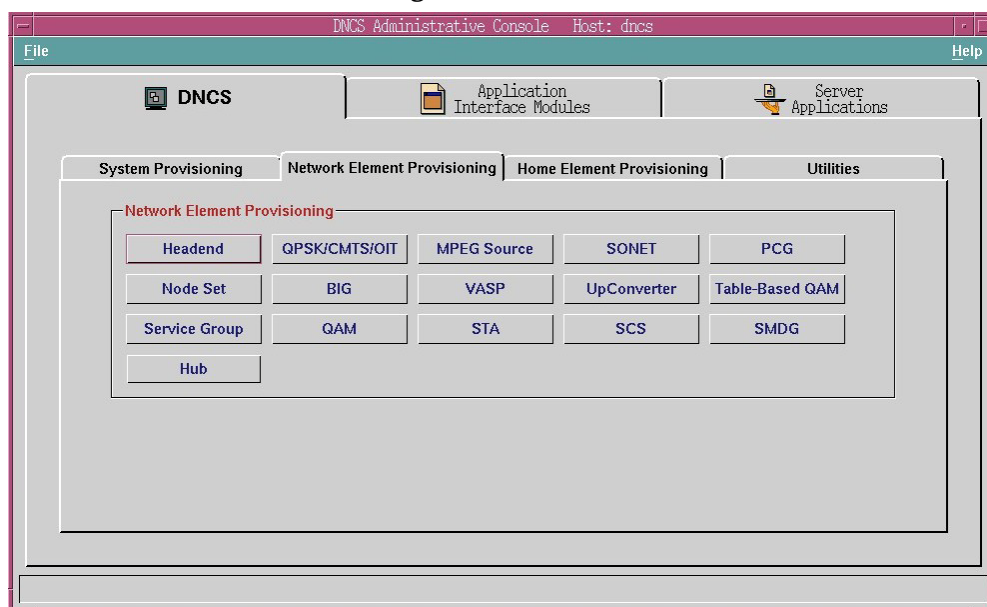 DNCS Administrative Console Host: dncs
File Help
DNCS
Application
Interface Modules
Server
Applications
System Provisioning Network Element Provisioning Home Element Provisioning Utilities
Network Element Provisioning
Headend QPSK/CMTS/OIT MPEG Source SONET PCG
Node Set BIG VASP UpConverter Table-Based QAM
Service Group QAM STA SCS SMDG
Hub